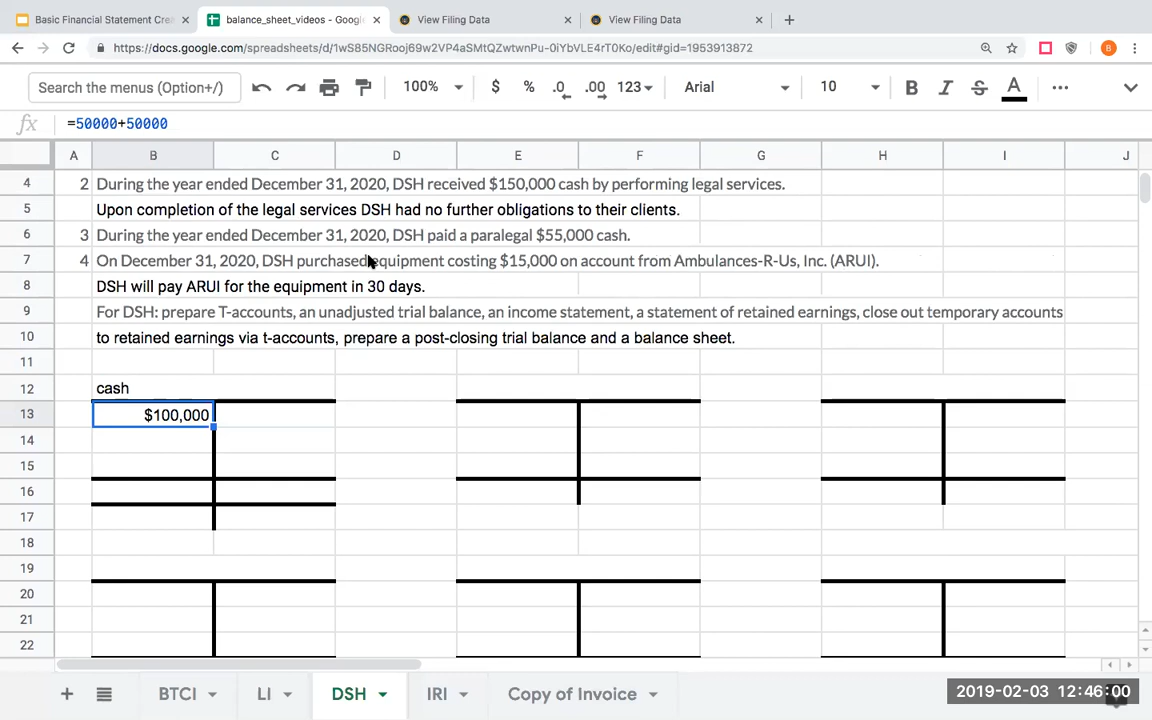 Basic Financial Statement Crea
balance_sheet_videos - Google
View Filing Data
View Filing Data
https://docs.google.com/spreadsheets/d/1wS85NGRooj69w2VP4aSMtQZwtwnPu-0iYbVLE4rT0Ko/edit#gid=1953913872
B
Search the menus (Option+/)
100%
$ % .0 .00 123
Arial
10
B I S A
fx =50000+50000
A B C D E F G H I J
4 2 During the year ended December 31, 2020, DSH received $150,000 cash by performing legal services.
5 Upon completion of the legal services DSH had no further obligations to their clients.
6 3 During the year ended December 31, 2020, DSH paid a paralegal $55,000 cash.
7 4 On December 31, 2020, DSH purchased equipment costing $15,000 on account from Ambulances-R-Us, Inc. (ARUI).
8 DSH will pay ARUI for the equipment in 30 days.
9 For DSH: prepare T-accounts, an unadjusted trial balance, an income statement, a statement of retained earnings, close out temporary accounts
10 to retained earnings via t-accounts, prepare a post-closing trial balance and a balance sheet.
11
12 cash
13 $100,000
14
15
16
17
18
19
20
21
22
BTCI LI DSH IRI Copy of Invoice
2019-02-03 12:46:00